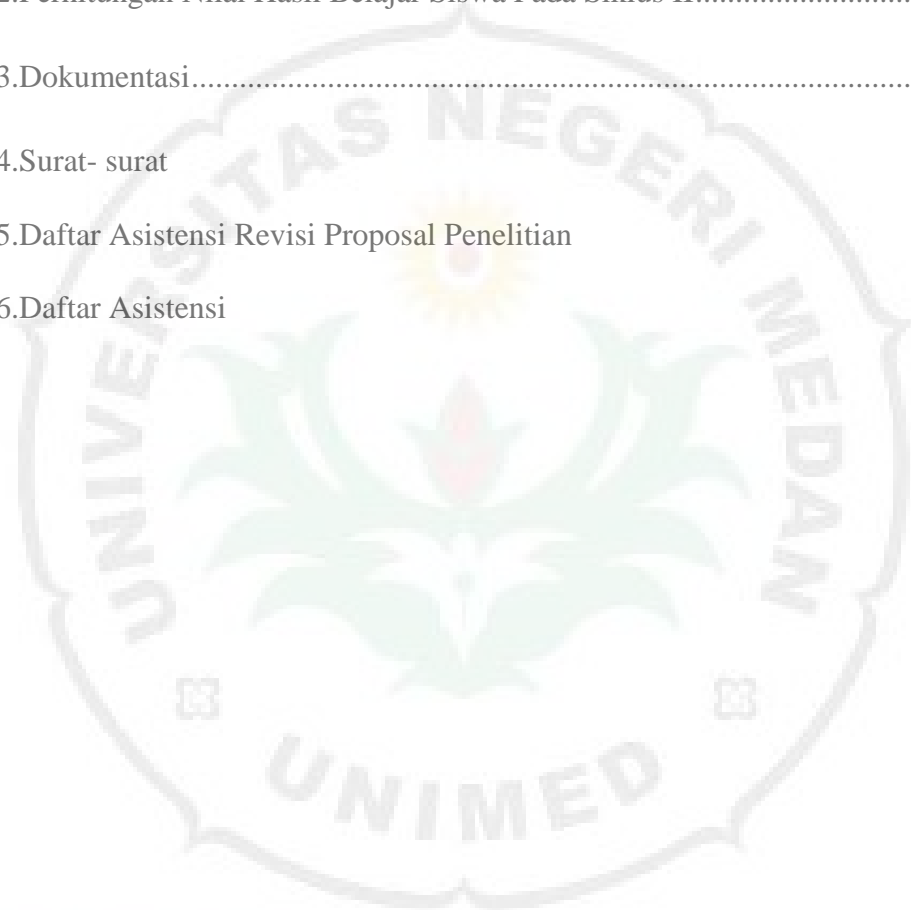 3.Dokumentasi................................................................................
4.Surat- surat
5.Daftar Asistensi Revisi Proposal Penelitian
6.Daftar Asistensi
UNIVERSITAS NEGERI MEDAN
UNIMED